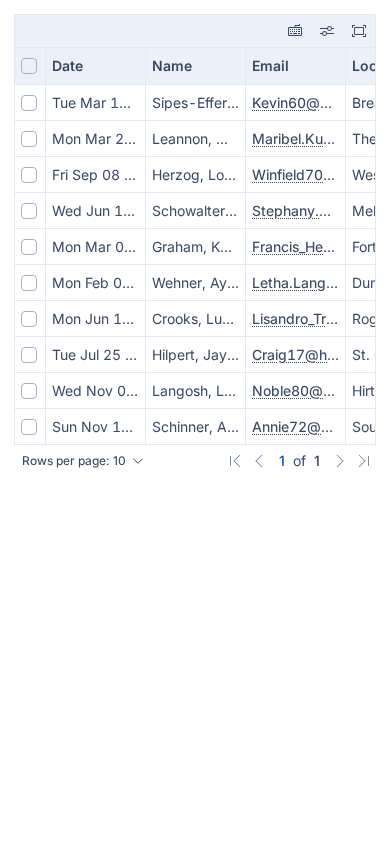 Date Name Email Loc
Tue Mar 1... Sipes-Effer... Kevin60@... Brea
Mon Mar 2... Leannon, ... Maribel.Ku... The
Fri Sep 08 ... Herzog, Lo... Winfield70... Wes
Wed Jun 1... Schowalter... Stephany.... Mel
Mon Mar 0... Graham, K... Francis_He... Fort
Mon Feb 0... Wehner, Ay... Letha.Lang... Dun
Mon Jun 1... Crooks, Lu... Lisandro_Tr... Rog
Tue Jul 25 ... Hilpert, Jay... Craig17@h... St.
Wed Nov 0... Langosh, L... Noble80@... Hirt
Sun Nov 1... Schinner, A... Annie72@... Sou
Rows per page: 10 1 of 1